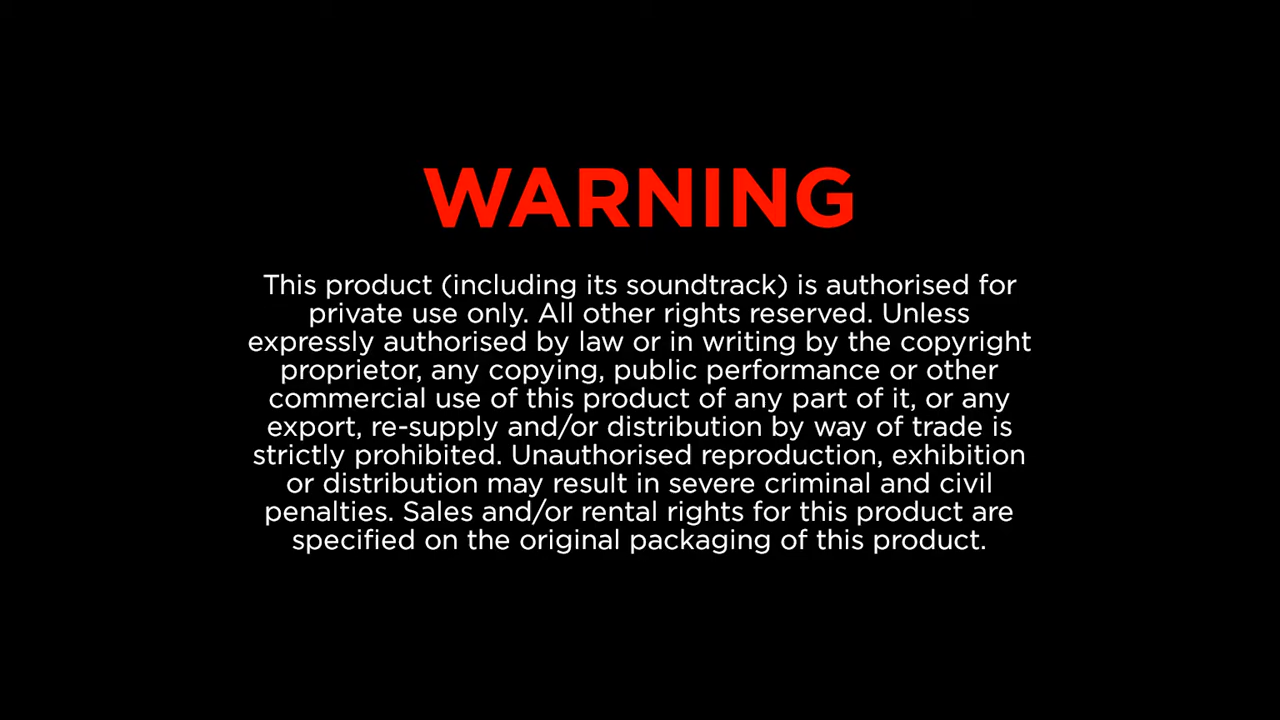 WARNING
This product (including its soundtrack) is authorised for
private use only. All other rights reserved. Unless
expressly authorised by law or in writing by the copyright
proprietor, any copying, public performance or other
commercial use of this product of any part of it, or any
export, re-supply and/or distribution by way of trade is
strictly prohibited. Unauthorised reproduction, exhibition
or distribution may result in severe criminal and civil
penalties. Sales and/or rental rights for this product are
specified on the original packaging of this product.